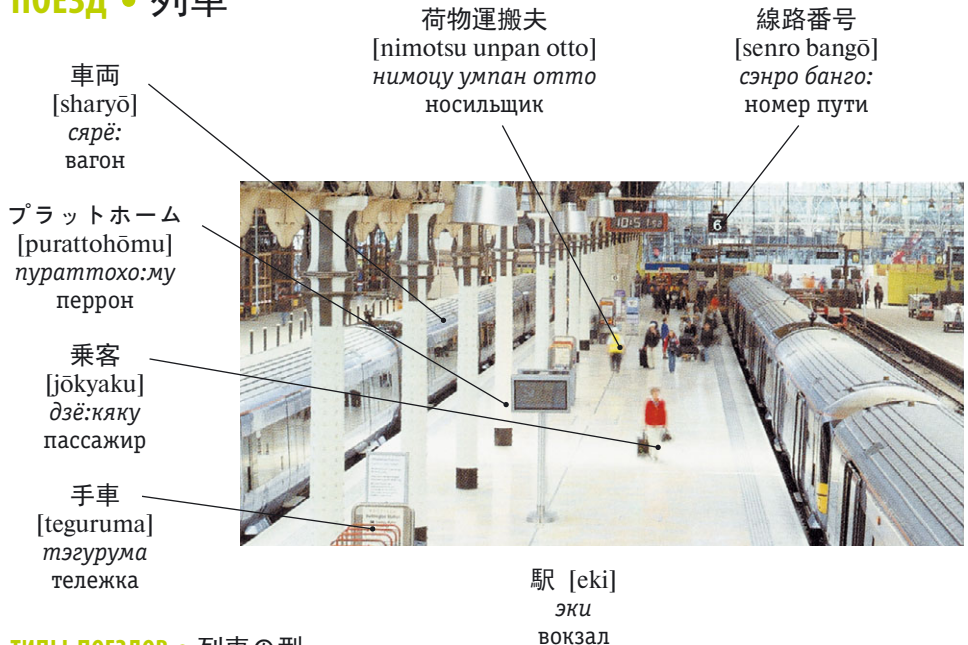 ПОЕЗД • 列車
荷物運搬夫
[nimotsu unpan otto]
нимоцу умпан отто
носильщик
線路番号
[senro bangō]
сэнро банго:
номер пути
車両
[sharyō]
сярё:
вагон
プラットホーム
[purattohōmu]
пураттохо:му
перрон
乗客
[jōkyaku]
дзё:кяку
пассажир
手車
[teguruma]
тэгурума
тележка
6
駅 [eki]
эки
вокзал
типы поездов • 列車の型